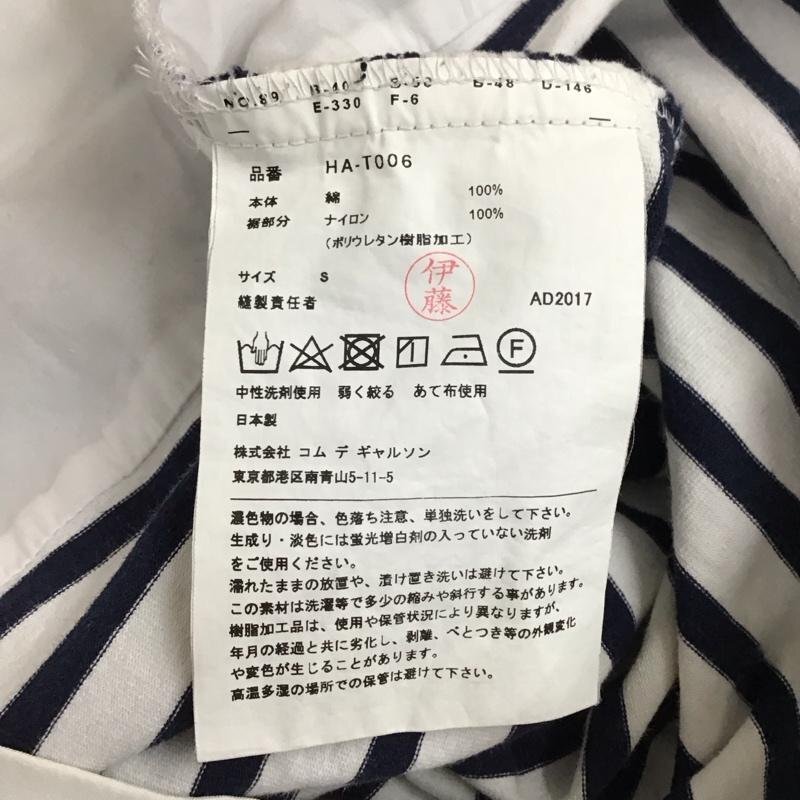 NO.89 B-40 B-48 D-146
E-330 F-6
品番 HA-T006
本体 綿 100%
裾部分 ナイロン 100%
(ポリウレタン樹脂加工)
サイズ S
伊藤
縫製責任者 AD2017
F
中性洗剤使用 弱く絞る あて布使用
日本製
株式会社 コム デ ギャルソン
東京都港区南青山5-11-5
濃色物の場合、色落ち注意、単独洗いをして下さい。
生成り・淡色には蛍光増白剤の入っていない洗剤
をご使用ください。
濡れたままの放置や、漬け置き洗いは避けて下さい。
この素材は洗濯等で多少の縮みや斜行する事があります。
樹脂加工品は、使用や保管状況により異なりますが、
年月の経過と共に劣化し、剥離、べとつき等の外観変化
や変色が生じることがあります。
高温多湿の場所での保管は避けて下さい。